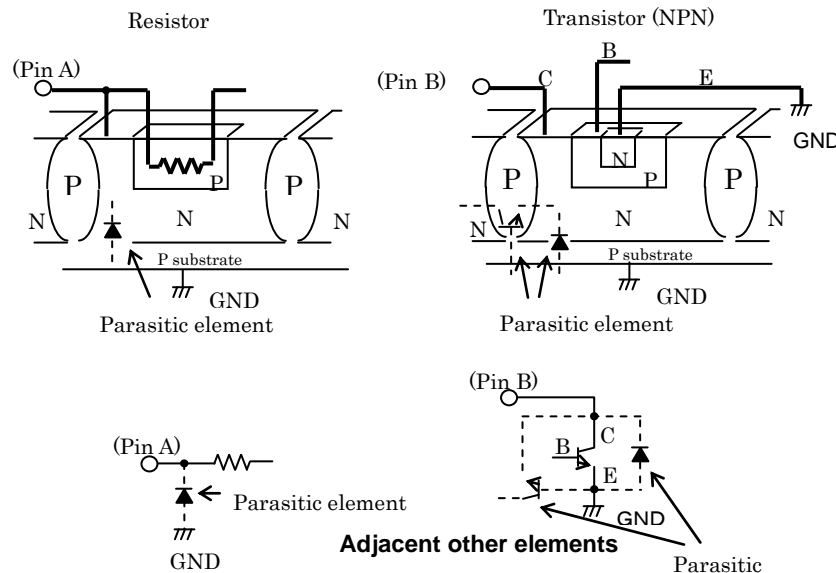 Resistor
Transistor (NPN)
(Pin A)
(Pin B)
C
B
E
GND
P
P
P
N
N
N
P substrate
GND
Parasitic element
P
N
P
P
N
N
N
P substrate
GND
Parasitic element
(Pin A)
Parasitic element
GND
(Pin B)
C
B
E
GND
Adjacent other elements
Parasitic